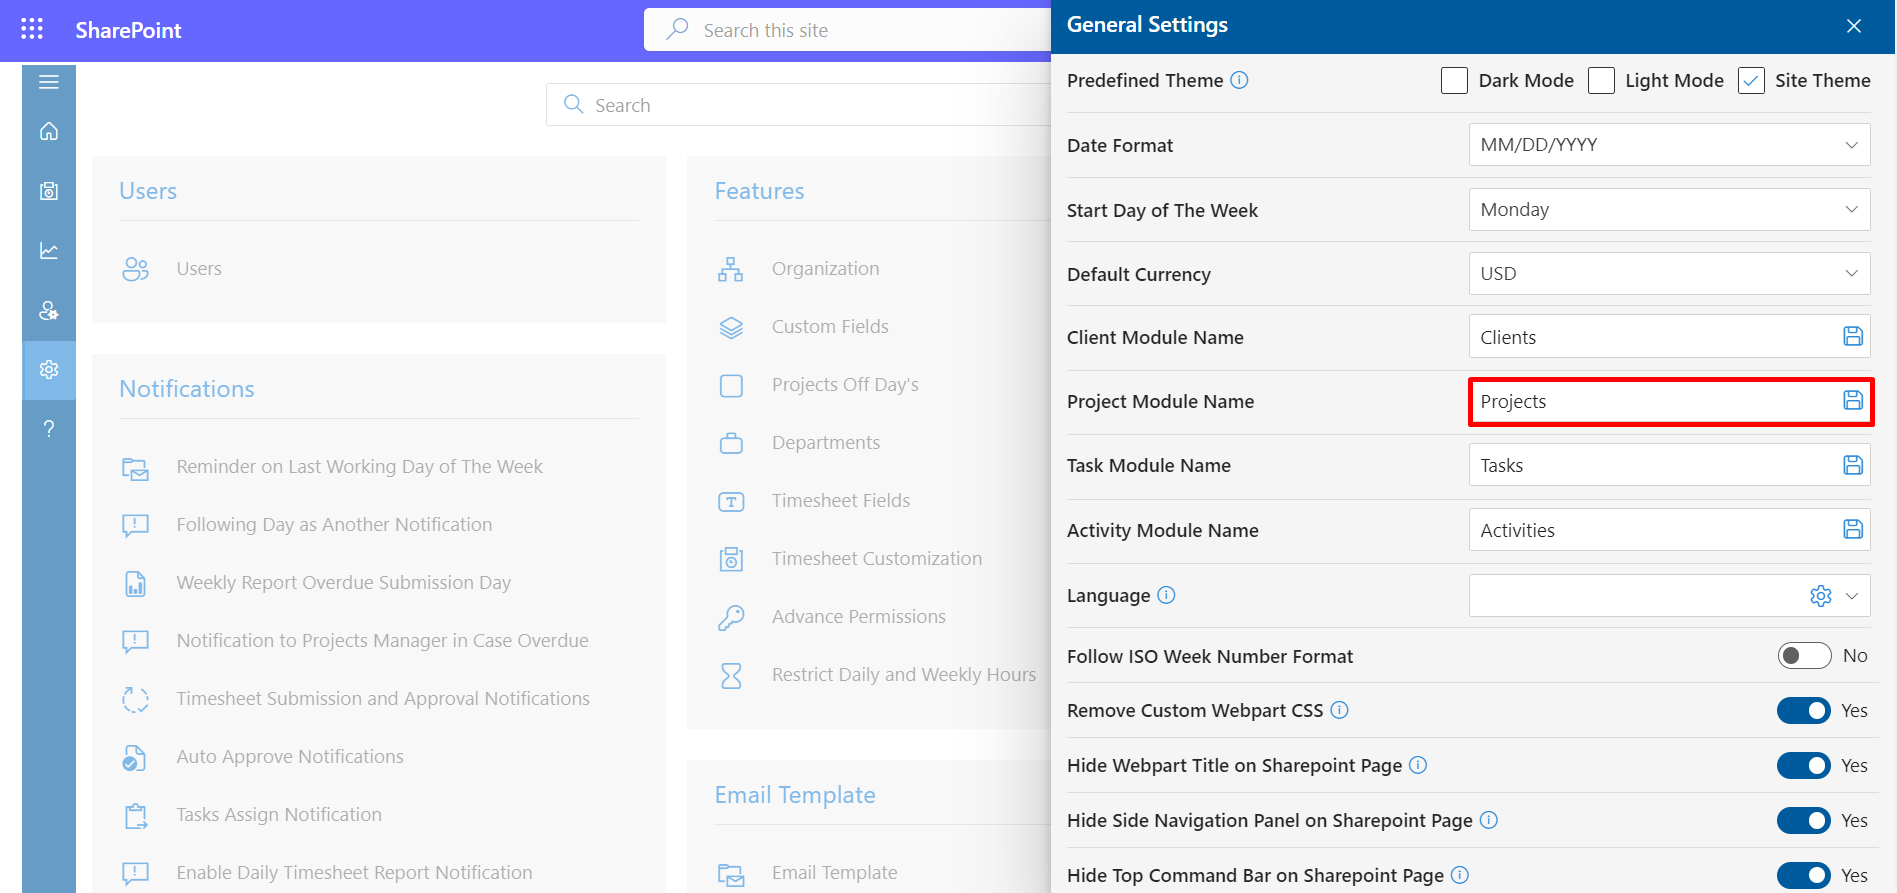 SharePoint
Search this site
Search
Users
Users
Notifications
Reminder on Last Working Day of The Week
Following Day as Another Notification
Weekly Report Overdue Submission Day
Notification to Projects Manager in Case Overdue
Timesheet Submission and Approval Notifications
Auto Approve Notifications
Tasks Assign Notification
Enable Daily Timesheet Report Notification
Features
Organization
Custom Fields
Projects Off Day's
Departments
Timesheet Fields
Timesheet Customization
Advance Permissions
Restrict Daily and Weekly Hours
Email Template
Email Template
General Settings
Predefined Theme Dark Mode Light Mode Site Theme
Date Format MM/DD/YYYY
Start Day of The Week Monday
Default Currency USD
Client Module Name Clients
Project Module Name Projects
Task Module Name Tasks
Activity Module Name Activities
Language
Follow ISO Week Number Format No
Remove Custom Webpart CSS Yes
Hide Webpart Title on Sharepoint Page Yes
Hide Side Navigation Panel on Sharepoint Page Yes
Hide Top Command Bar on Sharepoint Page Yes